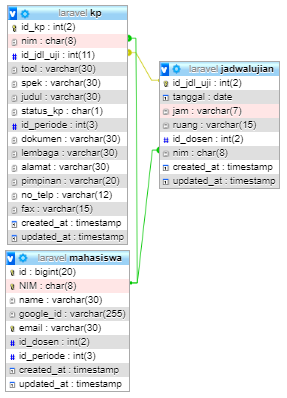 laravel kp
id_kp : int(2)
nim : char(8)
id_jdl_uji : int(11)
tool : varchar(30)
spek : varchar(30)
judul : varchar(30)
status_kp : char(1)
id_periode : int(3)
dokumen : varchar(30)
lembaga : varchar(30)
alamat : varchar(30)
pimpinan : varchar(20)
no_telp : varchar(12)
fax : varchar(15)
created_at : timestamp
updated_at : timestamp
laravel jadwalujian
id_jdl_uji : int(2)
tanggal : date
jam : varchar(7)
ruang : varchar(15)
id_dosen : int(2)
nim : char(8)
created_at : timestamp
updated_at : timestamp
laravel mahasiswa
id : bigint(20)
NIM : char(8)
name : varchar(30)
google_id : varchar(255)
email : varchar(30)
id_dosen : int(2)
id_periode : int(3)
created_at : timestamp
updated_at : timestamp